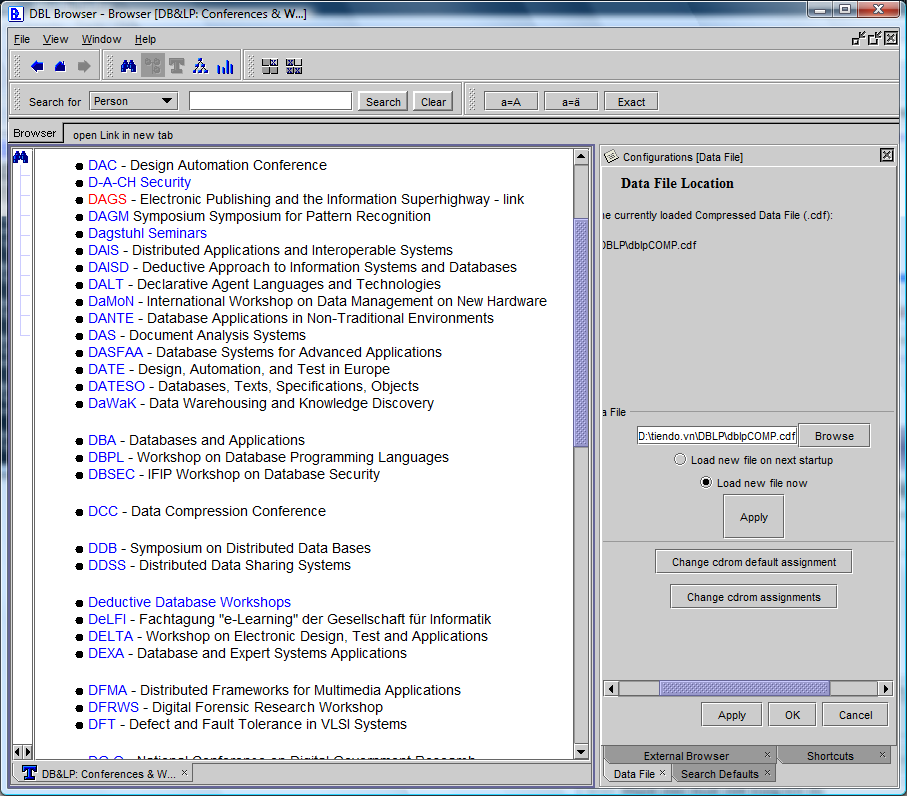 DBL Browser - Browser [DB&LP: Conferences & W...]
File View Window Help
Search for Person Search Clear a=A a=ä Exact
Browser open Link in new tab
DAC - Design Automation Conference
D-A-CH Security
DAGS - Electronic Publishing and the Information Superhighway - link
DAGM Symposium Symposium for Pattern Recognition
Dagstuhl Seminars
DAIS - Distributed Applications and Interoperable Systems
DAISD - Deductive Approach to Information Systems and Databases
DALT - Declarative Agent Languages and Technologies
DaMoN - International Workshop on Data Management on New Hardware
DANTE - Database Applications in Non-Traditional Environments
DAS - Document Analysis Systems
DASFAA - Database Systems for Advanced Applications
DATE - Design, Automation, and Test in Europe
DATESO - Databases, Texts, Specifications, Objects
DaWaK - Data Warehousing and Knowledge Discovery
DBA - Databases and Applications
DBPL - Workshop on Database Programming Languages
DBSEC - IFIP Workshop on Database Security
DCC - Data Compression Conference
DDB - Symposium on Distributed Data Bases
DDSS - Distributed Data Sharing Systems
Deductive Database Workshops
DeLFI - Fachtagung "e-Learning" der Gesellschaft für Informatik
DELTA - Workshop on Electronic Design, Test and Applications
DEXA - Database and Expert Systems Applications
DFMA - Distributed Frameworks for Multimedia Applications
DFRWS - Digital Forensic Research Workshop
DFT - Defect and Fault Tolerance in VLSI Systems
DG.O - National Conference on Digital Government Research
DB&LP: Conferences & W...
Configurations [Data File]
Data File Location
e currently loaded Compressed Data File (.cdf):
DBLP\dblpCOMP.cdf
a File
D:\tiendo.vn\DBLP\dblpCOMP.cdf Browse
Load new file on next startup
Load new file now
Apply
Change cdrom default assignment
Change cdrom assignments
Apply OK Cancel
External Browser Shortcuts
Data File Search Defaults